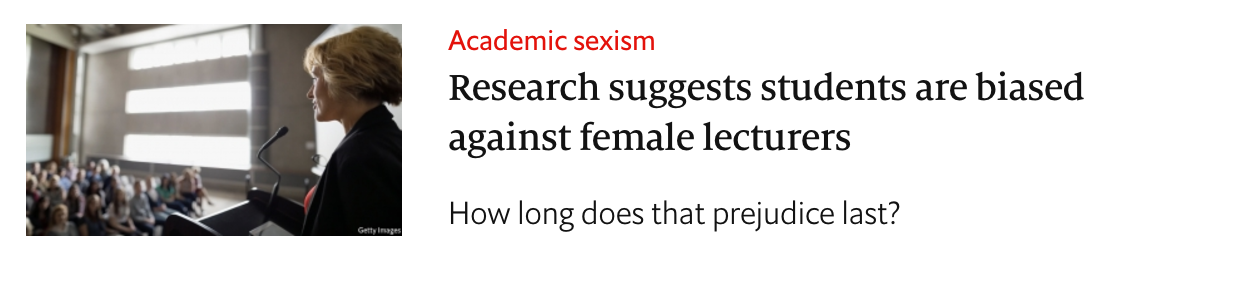 Academic sexism
Research suggests students are biased
against female lecturers
How long does that prejudice last?
Getty Images